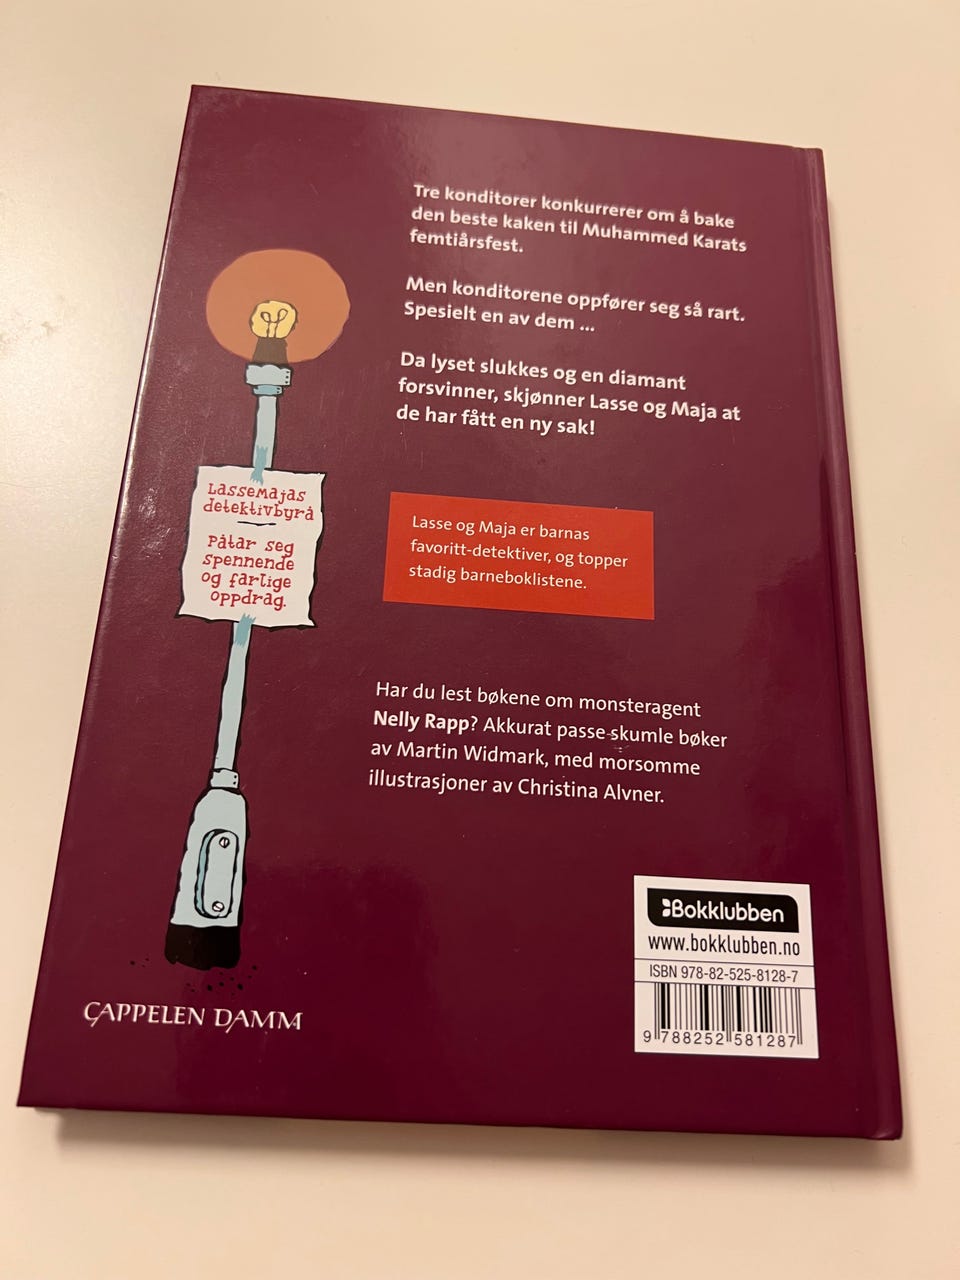 Tre konditorer konkurrerer om å bake
den beste kaken til Muhammed Karats
femtiårsfest.
Men konditorene oppfører seg så rart.
Spesielt en av dem ...
Da lyset slukkes og en diamant
forsvinner, skjønner Lasse og Maja at
de har fått en ny sak!
LasseMajas
detektivbyrå
Påtar seg
spennende
og farlige
oppdrag.
Lasse og Maja er barnas
favoritt-detektiver, og topper
stadig barneboklistene.
Har du lest bøkene om monsteragent
Nelly Rapp? Akkurat passe skumle bøker
av Martin Widmark, med morsomme
illustrasjoner av Christina Alvner.
Bokklubben
www.bokklubben.no
ISBN 978-82-525-8128-7
9 788252 581287
CAPPELEN DAMM